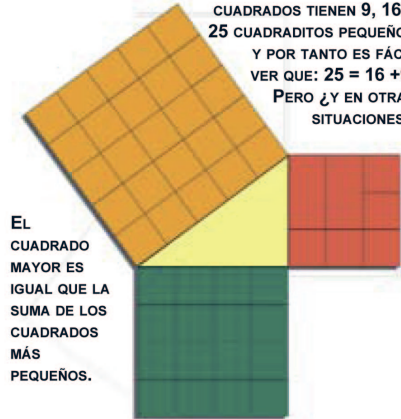 CUADRADOS TIENEN 9, 16
25 CUADRADITOS PEQUEÑO
Y POR TANTO ES FÁC
VER QUE: 25 = 16 +
PERO ¿Y EN OTRA
SITUACIONES
EL
CUADRADO
MAYOR ES
IGUAL QUE LA
SUMA DE LOS
CUADRADOS
MÁS
PEQUEÑOS.